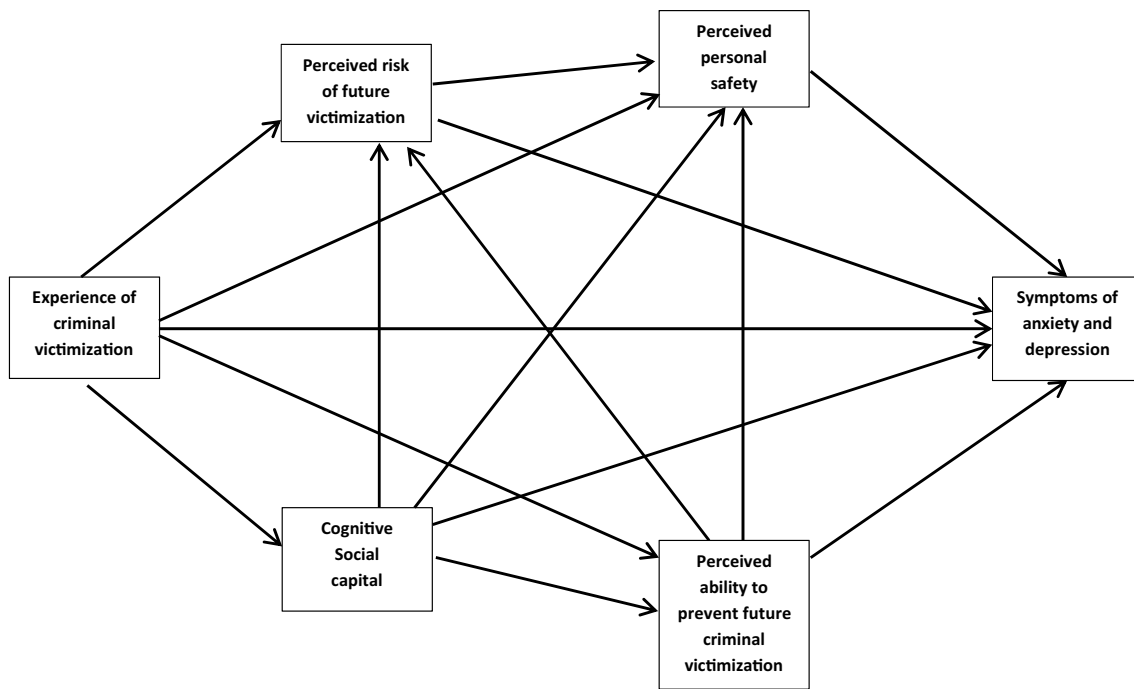 Perceived
personal
safety
Perceived risk
of future
victimization
Experience of
criminal
victimization
Symptoms of
anxiety and
depression
Cognitive
Social
capital
Perceived
ability to
prevent future
criminal
victimization